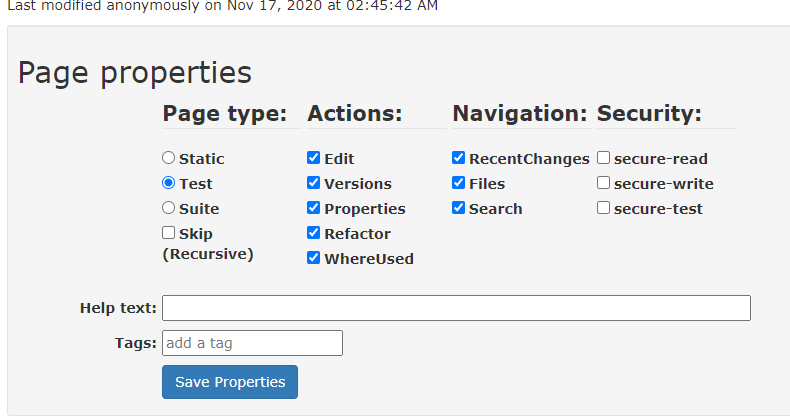 Last modified anonymously on Nov 17, 2020 at 02:45:42 AM
Page properties
Page type: Actions: Navigation: Security:
Static Edit RecentChanges secure-read
Test Versions Files secure-write
Suite Properties Search secure-test
Skip Refactor
(Recursive) WhereUsed
Help text:
Tags: add a tag
Save Properties